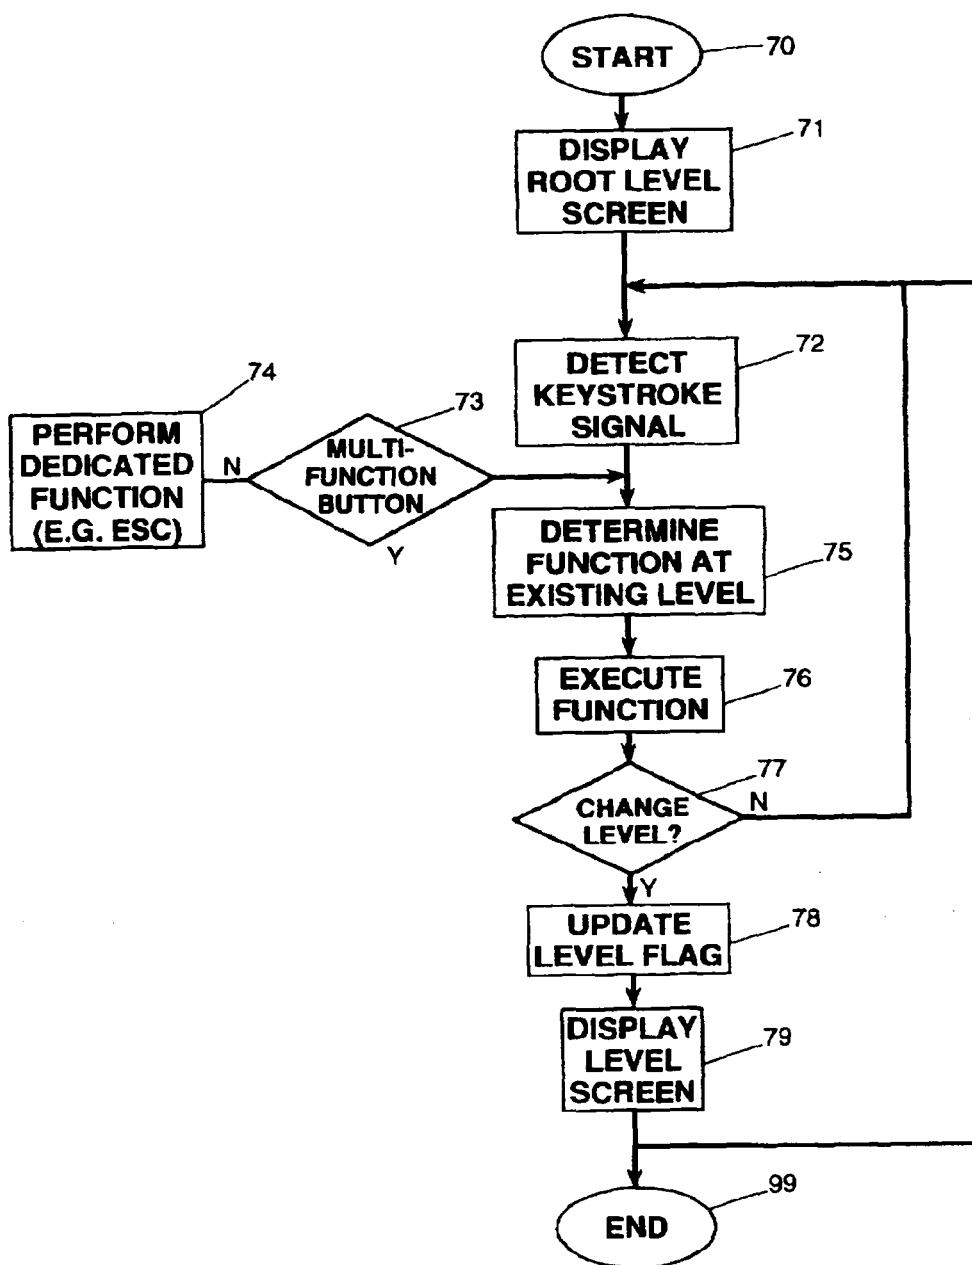 START
70
DISPLAY
ROOT LEVEL
SCREEN
71
DETECT
KEYSTROKE
SIGNAL
72
MULTI-
FUNCTION
BUTTON
73
N
Y
PERFORM
DEDICATED
FUNCTION
(E.G. ESC)
74
DETERMINE
FUNCTION AT
EXISTING LEVEL
75
EXECUTE
FUNCTION
76
CHANGE
LEVEL?
77
N
Y
UPDATE
LEVEL FLAG
78
DISPLAY
LEVEL
SCREEN
79
END
99